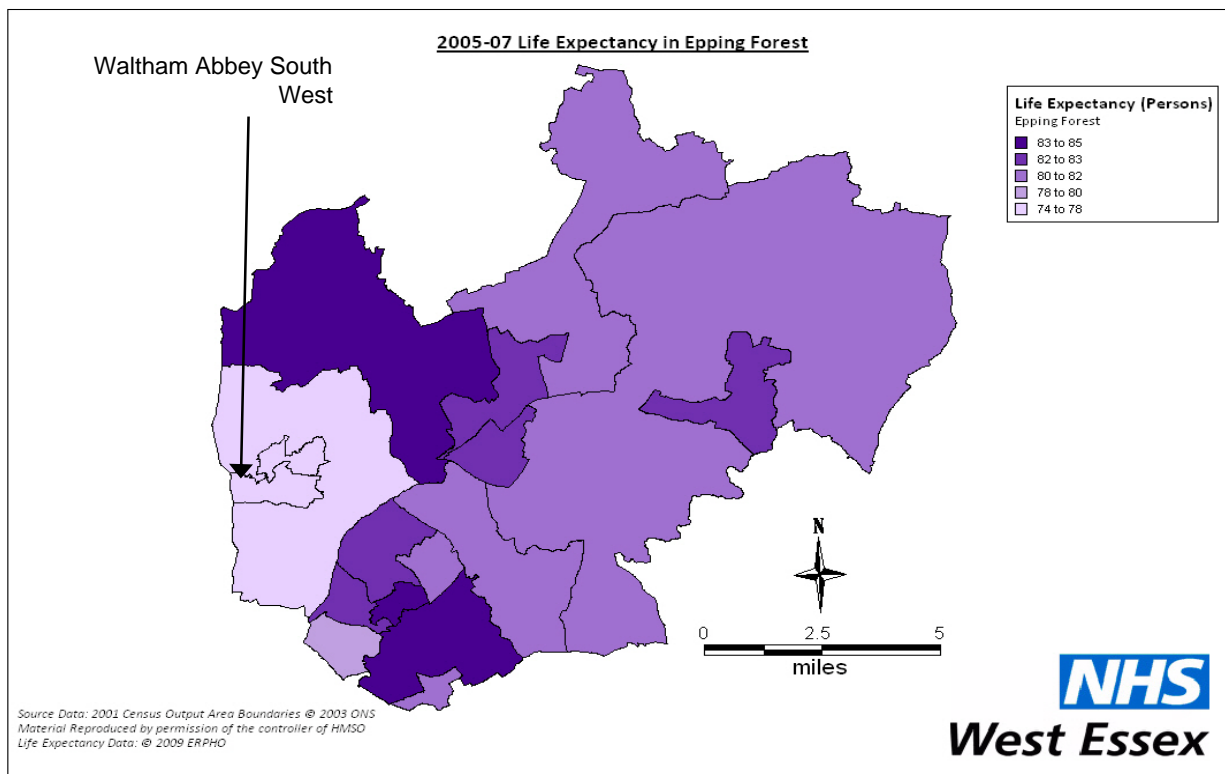 2005-07 Life Expectancy in Epping Forest
Waltham Abbey South
West
Life Expectancy (Persons)
Epping Forest
83 to 85
82 to 83
80 to 82
78 to 80
74 to 78
N
0 2.5 5
miles
Source Data: 2001 Census Output Area Boundaries © 2003 ONS
Material Reproduced by permission of the controller of HMSO
Life Expectancy Data: © 2009 ERPHO
NHS
West Essex